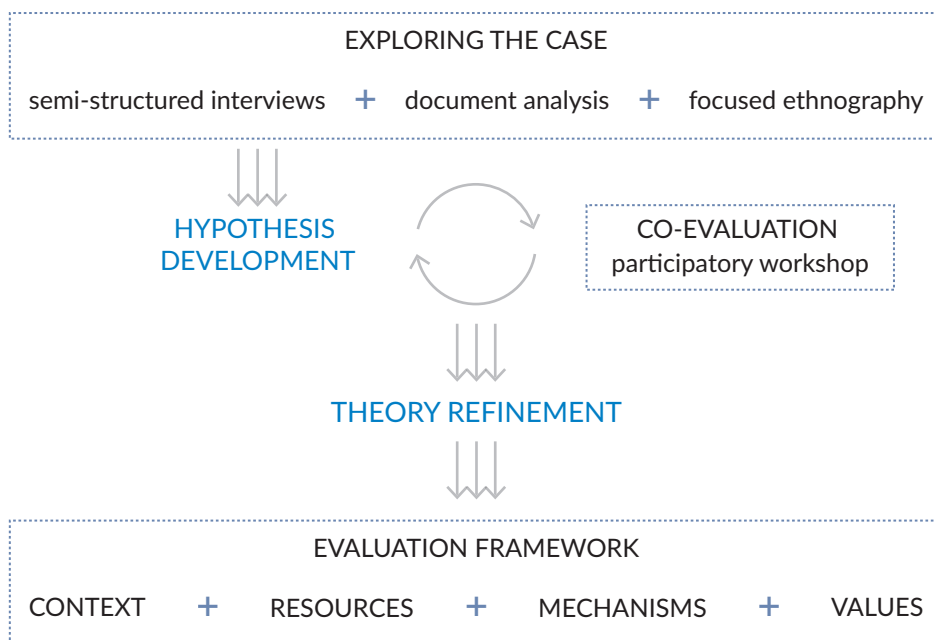 EXPLORING THE CASE
semi-structured interviews + document analysis + focused ethnography
HYPOTHESIS
DEVELOPMENT
CO-EVALUATION
participatory workshop
THEORY REFINEMENT
EVALUATION FRAMEWORK
CONTEXT + RESOURCES + MECHANISMS + VALUES